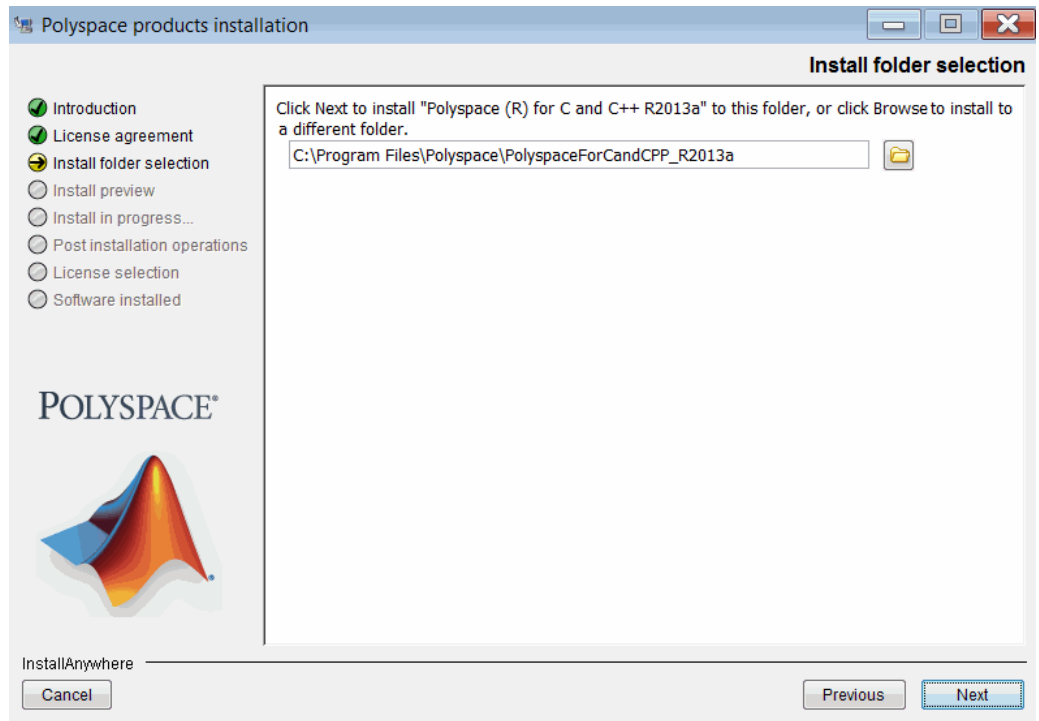 Polyspace products installation
Install folder selection
Introduction
License agreement
Install folder selection
Install preview
Install in progress...
Post installation operations
License selection
Software installed
Click Next to install "Polyspace (R) for C and C++ R2013a" to this folder, or click Browse to install to
a different folder.
C:\Program Files\Polyspace\PolyspaceForCandCPP_R2013a
POLYSPACE®
InstallAnywhere
Cancel
Previous
Next